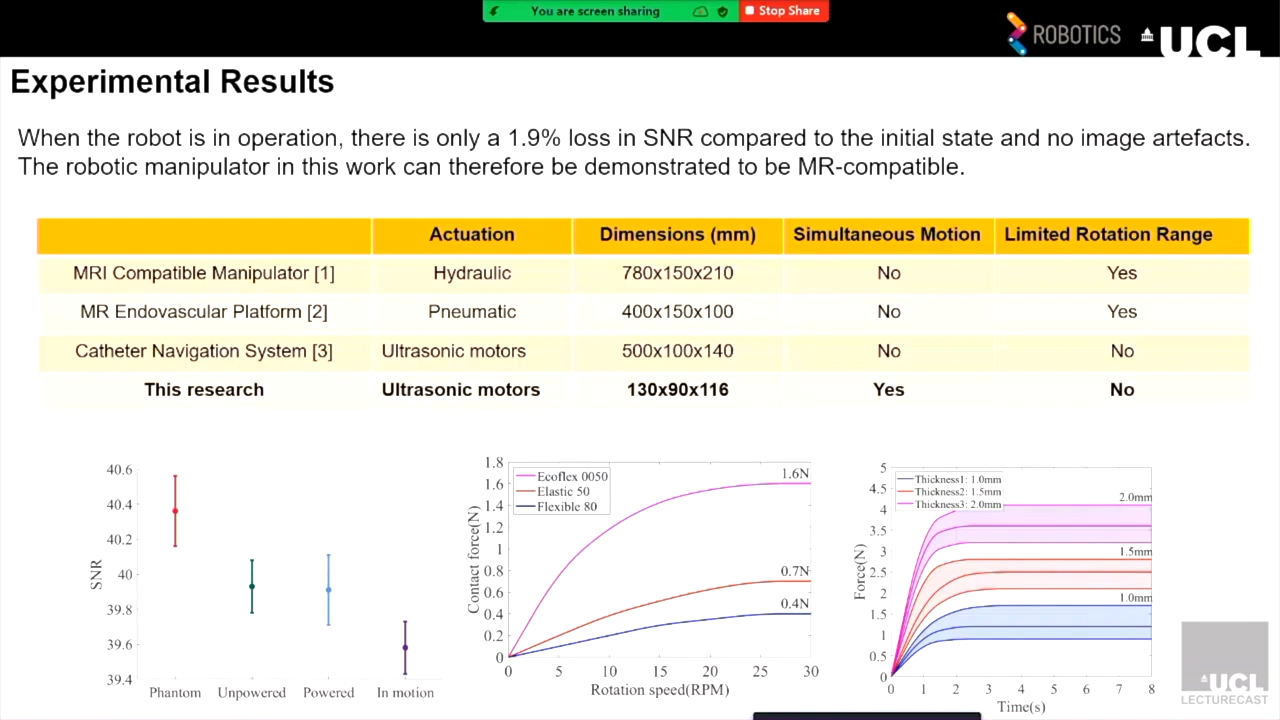 You are screen sharing
Stop Share
ROBOTICS
UCL
Experimental Results
When the robot is in operation, there is only a 1.9% loss in SNR compared to the initial state and no image artefacts.
The robotic manipulator in this work can therefore be demonstrated to be MR-compatible.
Actuation Dimensions (mm) Simultaneous Motion Limited Rotation Range
MRI Compatible Manipulator [1] Hydraulic 780x150x210 No Yes
MR Endovascular Platform [2] Pneumatic 400x150x100 No Yes
Catheter Navigation System [3] Ultrasonic motors 500x100x140 No No
This research Ultrasonic motors 130x90x116 Yes No
40.6
40.4
40.2
40
39.8
39.6
39.4
SNR
Phantom Unpowered Powered In motion
1.8
1.6
1.4
1.2
1
0.8
0.6
0.4
0.2
0
Contact force(N)
Ecoflex 0050
Elastic 50
Flexible 80
1.6N
0.7N
0.4N
0 5 10 15 20 25 30
Rotation speed(RPM)
5
4.5
4
3.5
3
2.5
2
1.5
1
0.5
0
Force(N)
Thickness1: 1.0mm
Thickness2: 1.5mm
Thickness3: 2.0mm
2.0mm
1.5mm
1.0mm
0 1 2 3 4 5 6 7 8
Time(s)
UCL
LECTURECAST